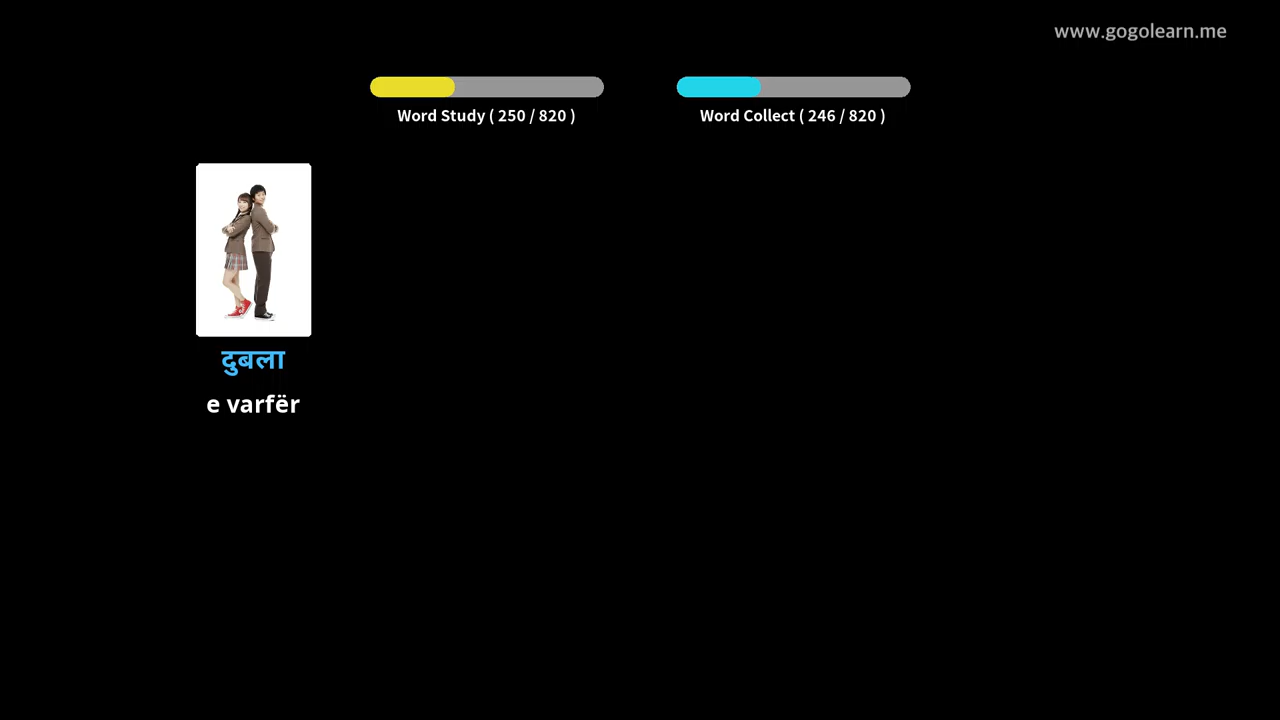 www.gogolearn.me
Word Study ( 250 / 820 )
Word Collect ( 246 / 820 )
दुबला
e varfër